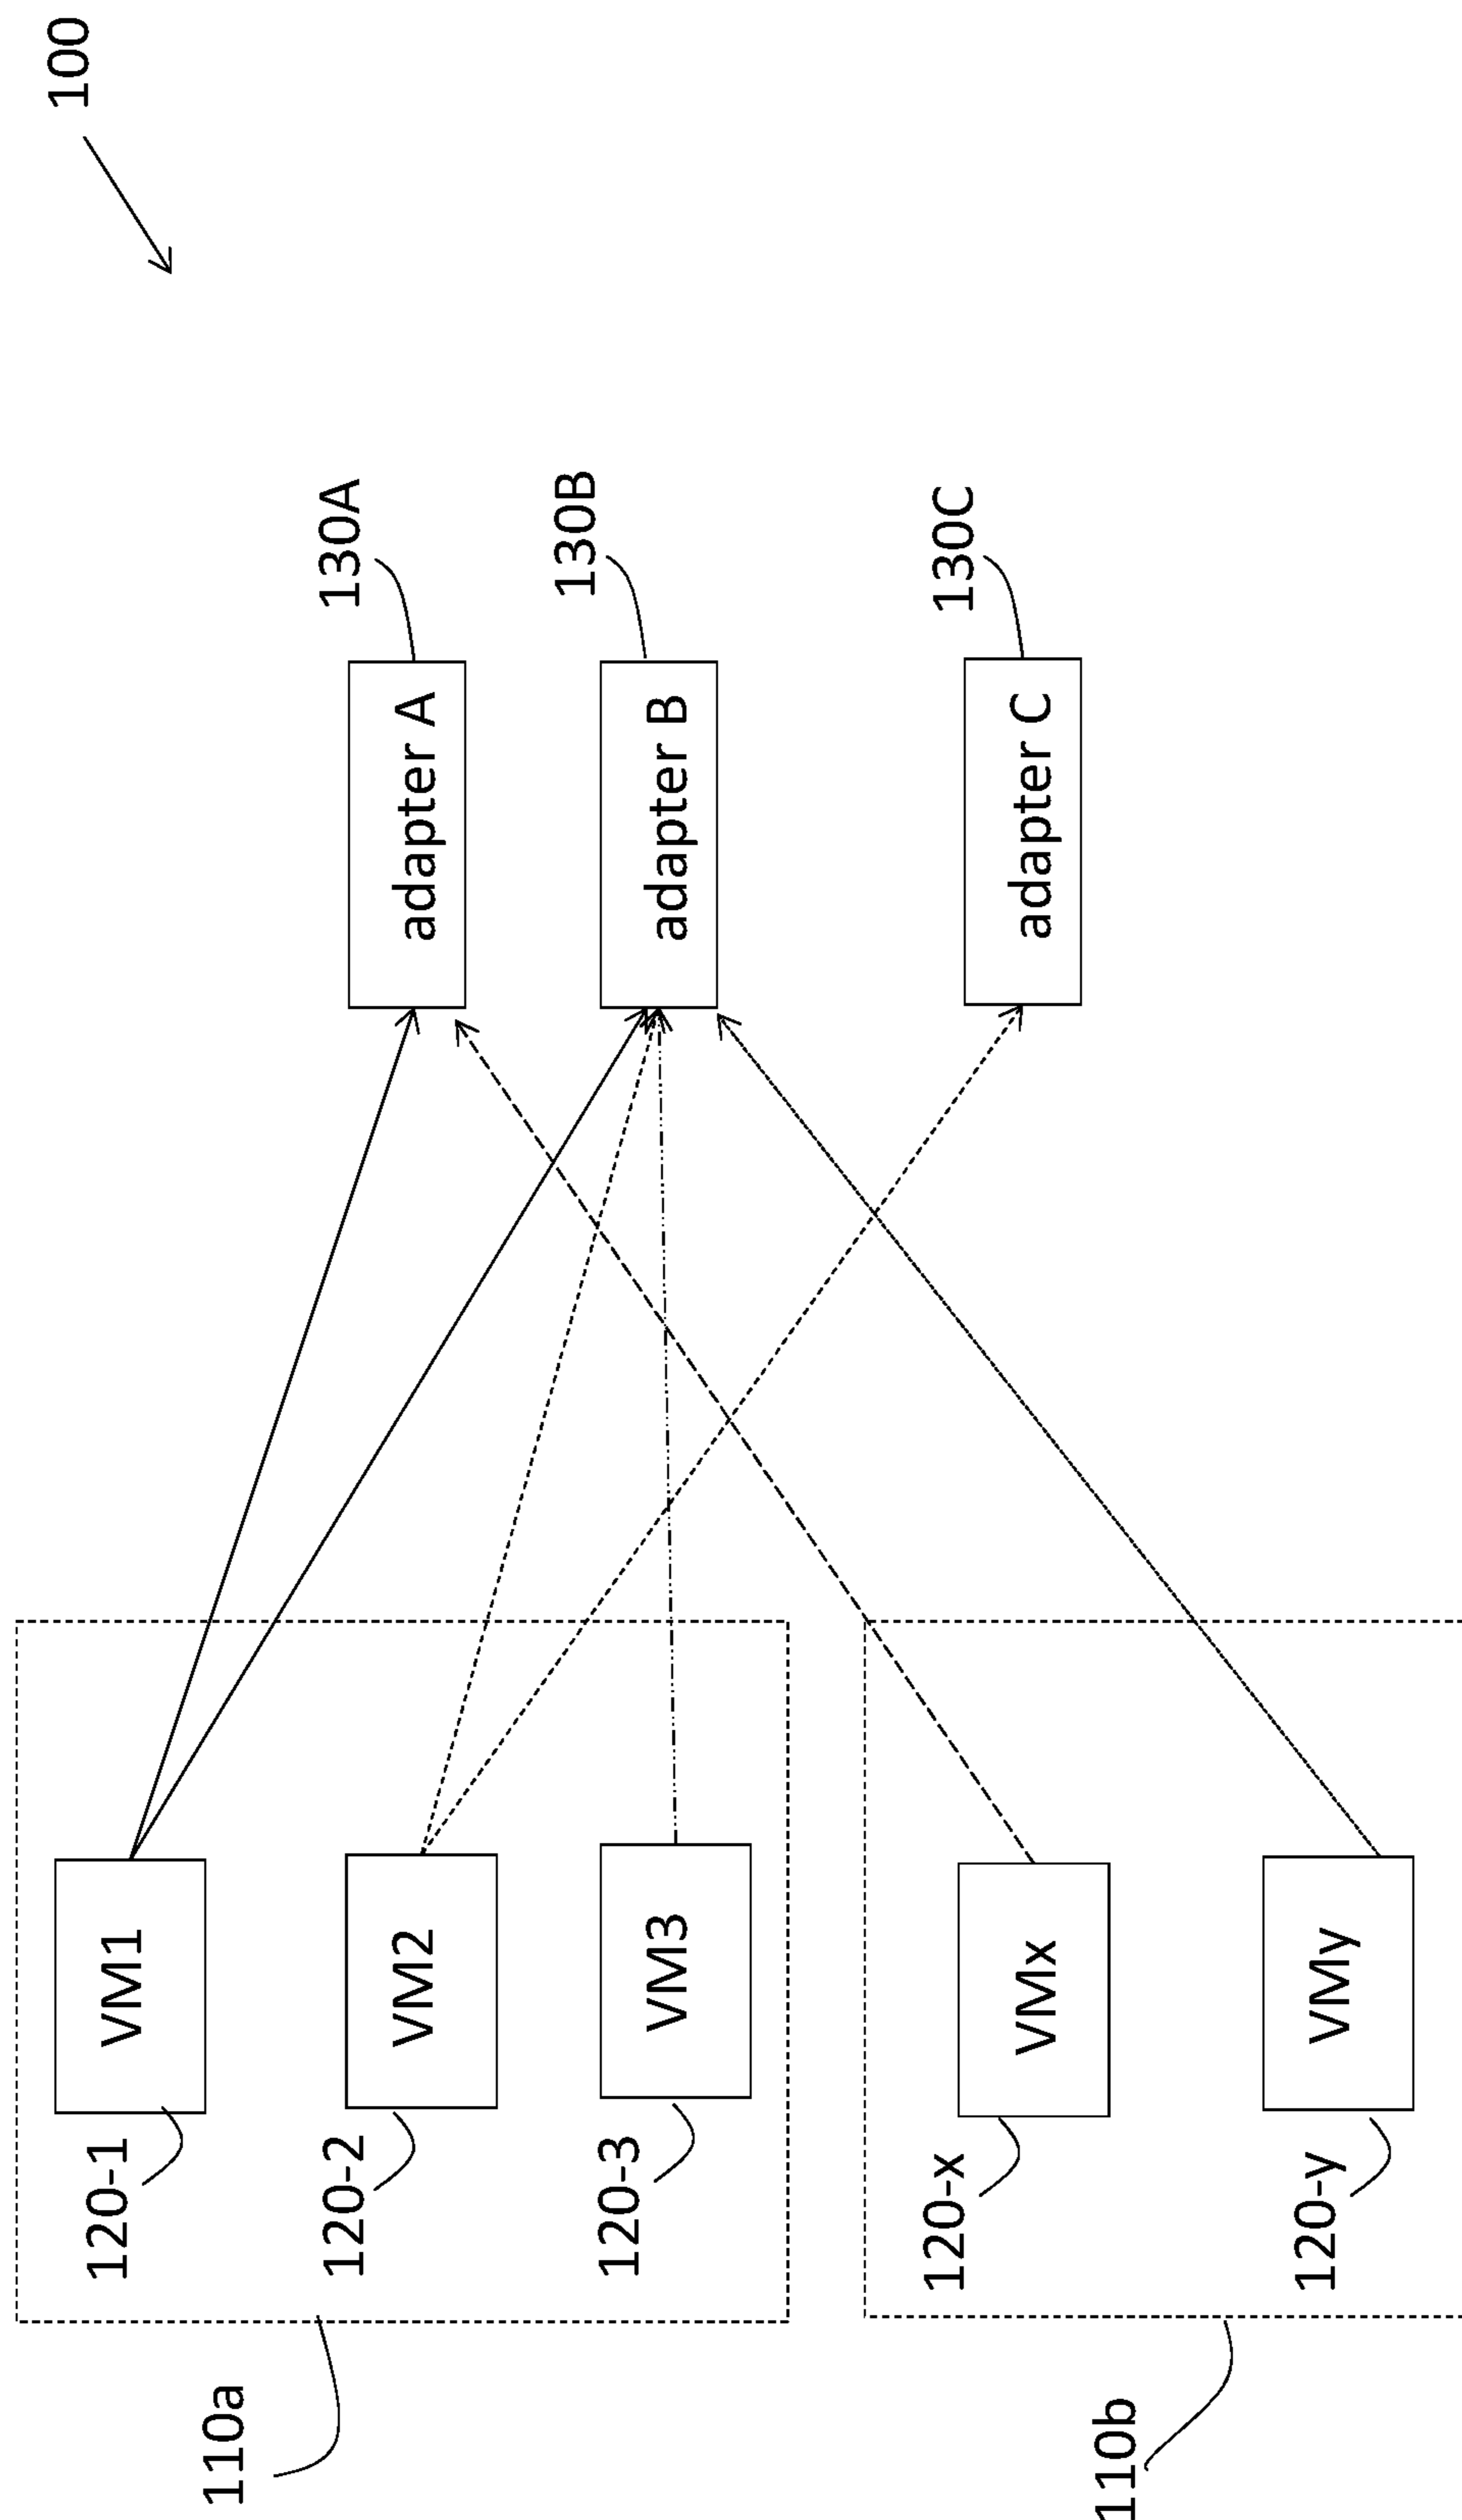 100
110a
120-1
VM1
120-2
VM2
120-3
VM3
adapter A
130A
adapter B
130B
adapter C
130C
110b
120-x
VMx
120-y
VMy